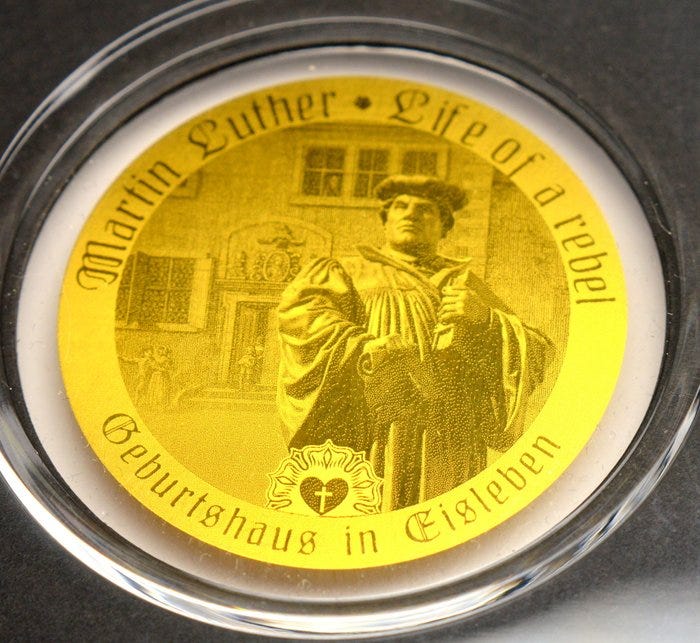 Martin Luther • Life of a rebel
Geburtshaus in Eisleben